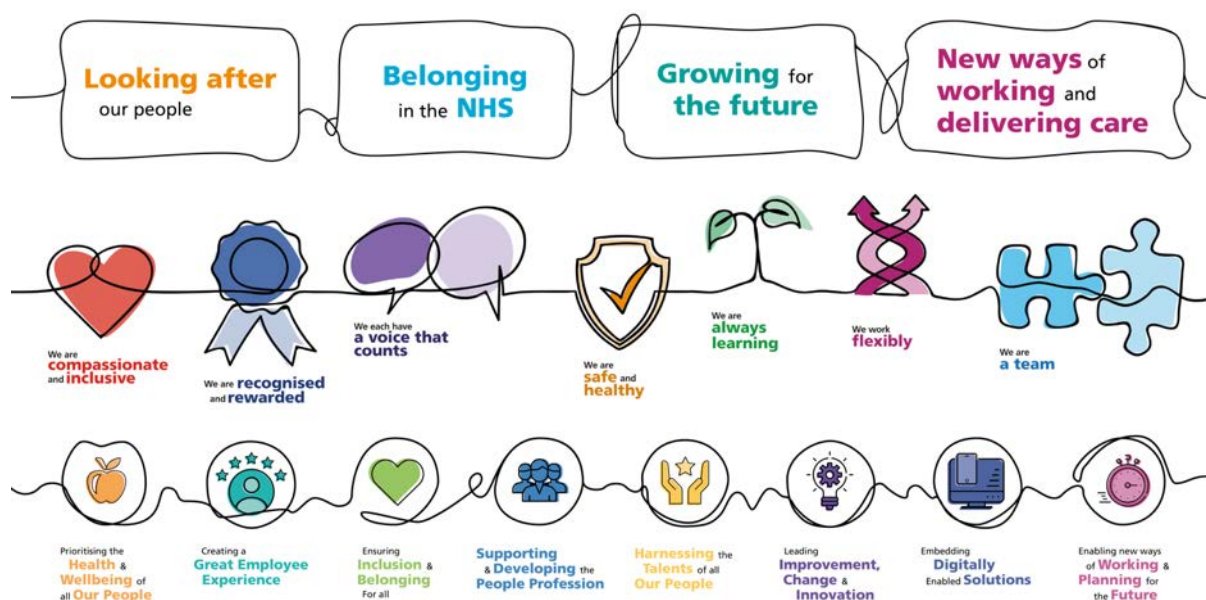 Looking after
our people
Belonging
in the NHS
Growing for
the future
New ways of
working and
delivering care
We are
compassionate
and inclusive
We are recognised
and rewarded
We each have
a voice that
counts
We are
safe and
healthy
We are
always
learning
We work
flexibly
We are
a team
Prioritising the
Health &
Wellbeing of
all Our People
Creating a
Great Employee
Experience
Ensuring
Inclusion &
Belonging
For all
Supporting
& Developing the
People Profession
Harnessing the
Talents of all
Our People
Leading
Improvement,
Change &
Innovation
Embedding
Digitally
Enabled Solutions
Enabling new ways
of Working &
Planning for
the Future